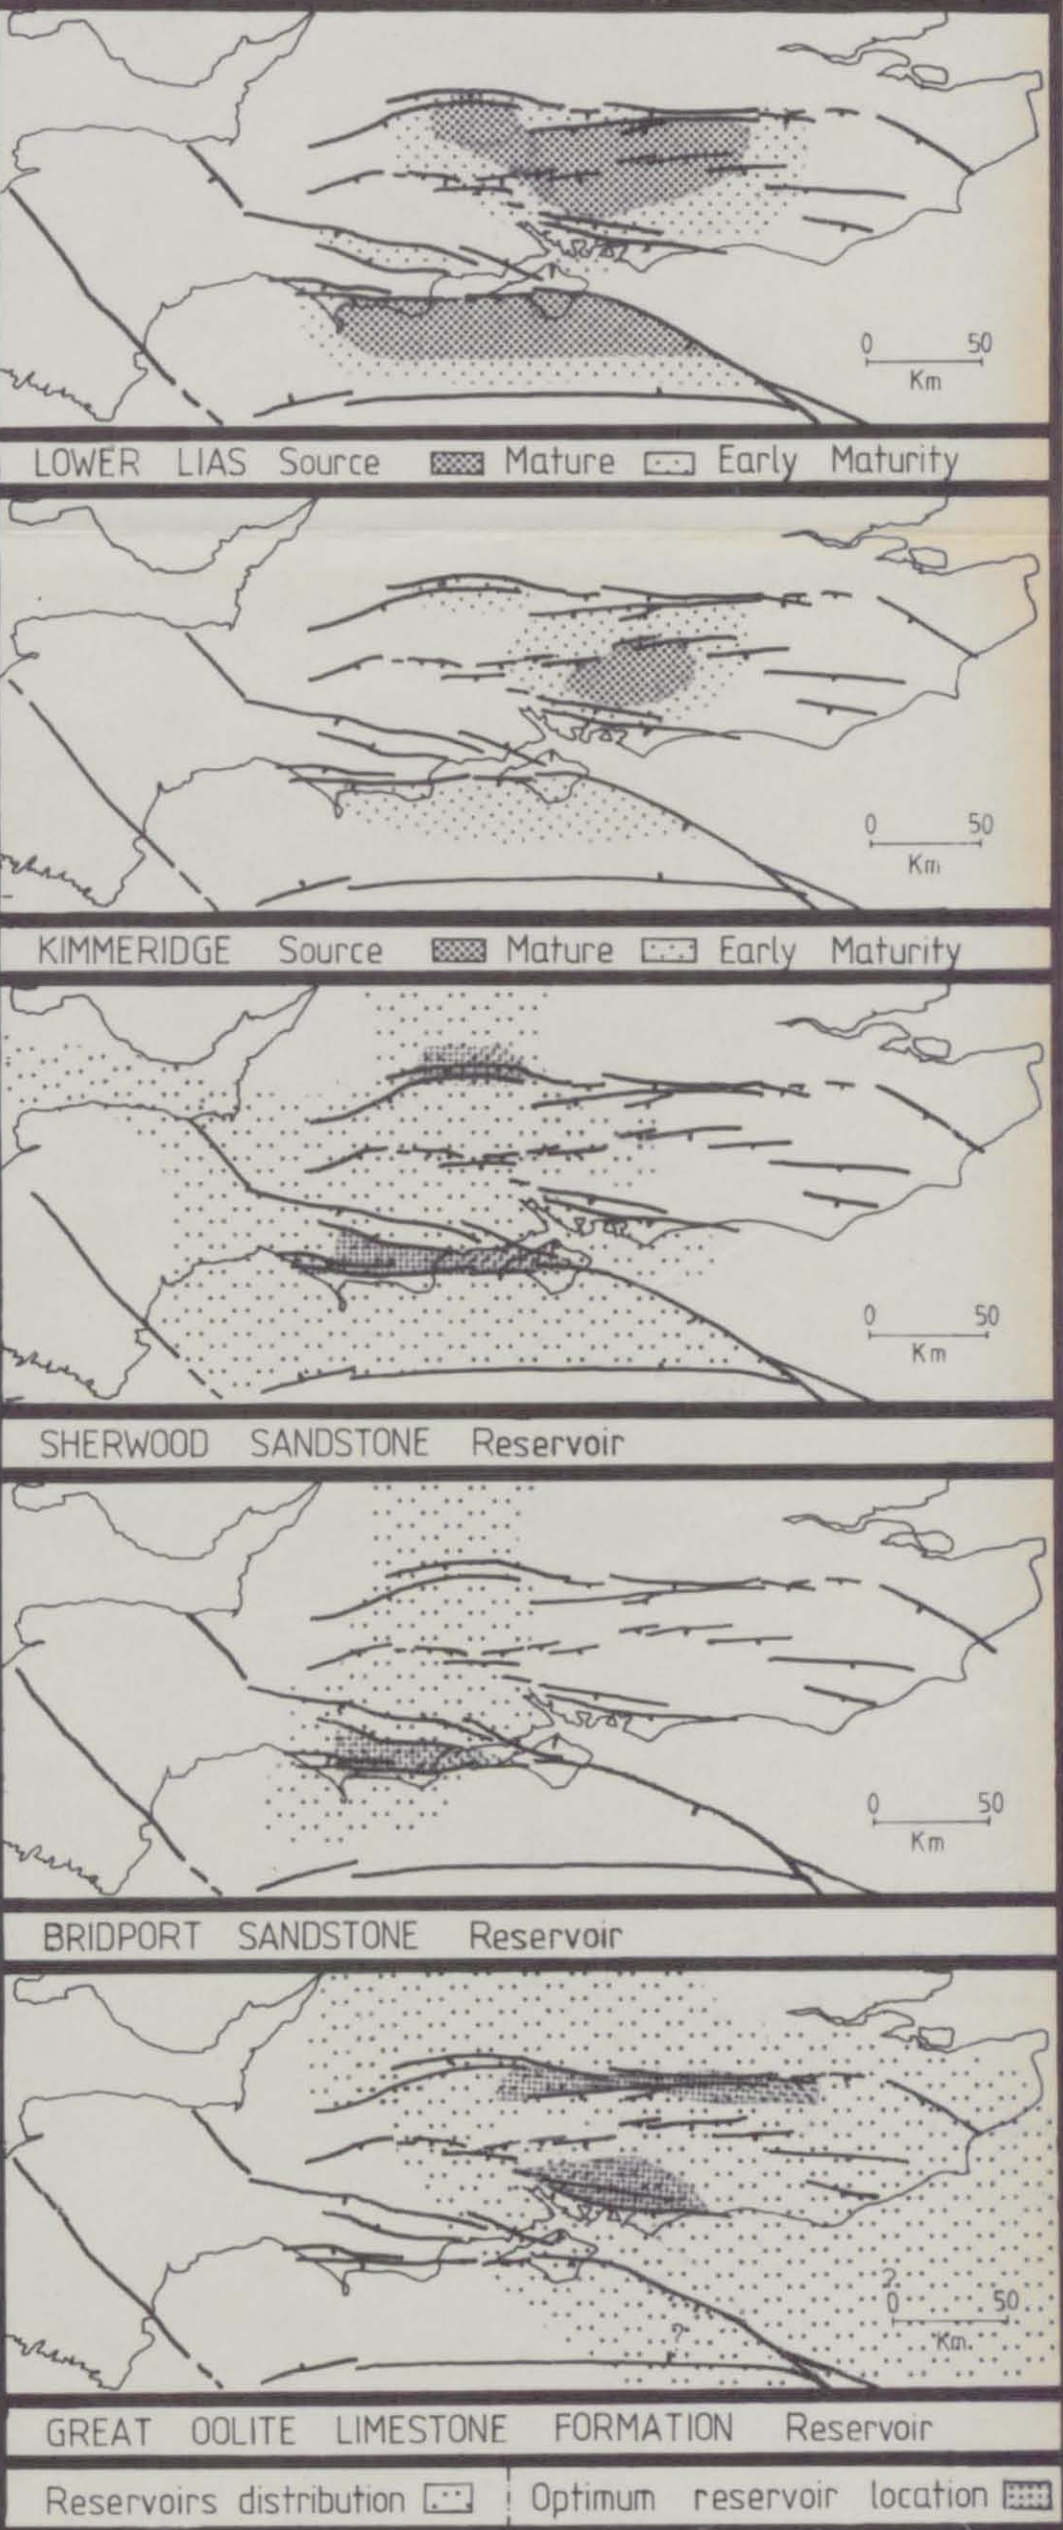 0 50
Km
LOWER LIAS Source Mature Early Maturity
0 50
Km
KIMMERIDGE Source Mature Early Maturity
0 50
Km
SHERWOOD SANDSTONE Reservoir
0 50
Km
BRIDPORT SANDSTONE Reservoir
?
0 50
?
Km
GREAT OOLITE LIMESTONE FORMATION Reservoir
Reservoirs distribution Optimum reservoir location